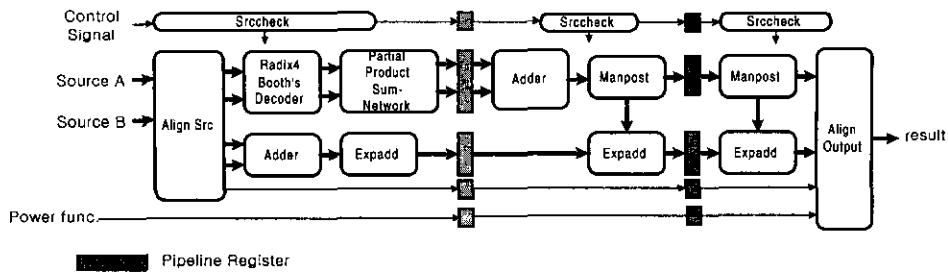 Control
Signal
Srccheck
Srccheck
Srccheck
Source A
Source B
Align Src
Radix4
Booth's
Decoder
Partial
Product
Sum-
Network
Adder
Manpost
Manpost
Adder
Expadd
Expadd
Expadd
Align
Output
result
Power func.
Pipeline Register